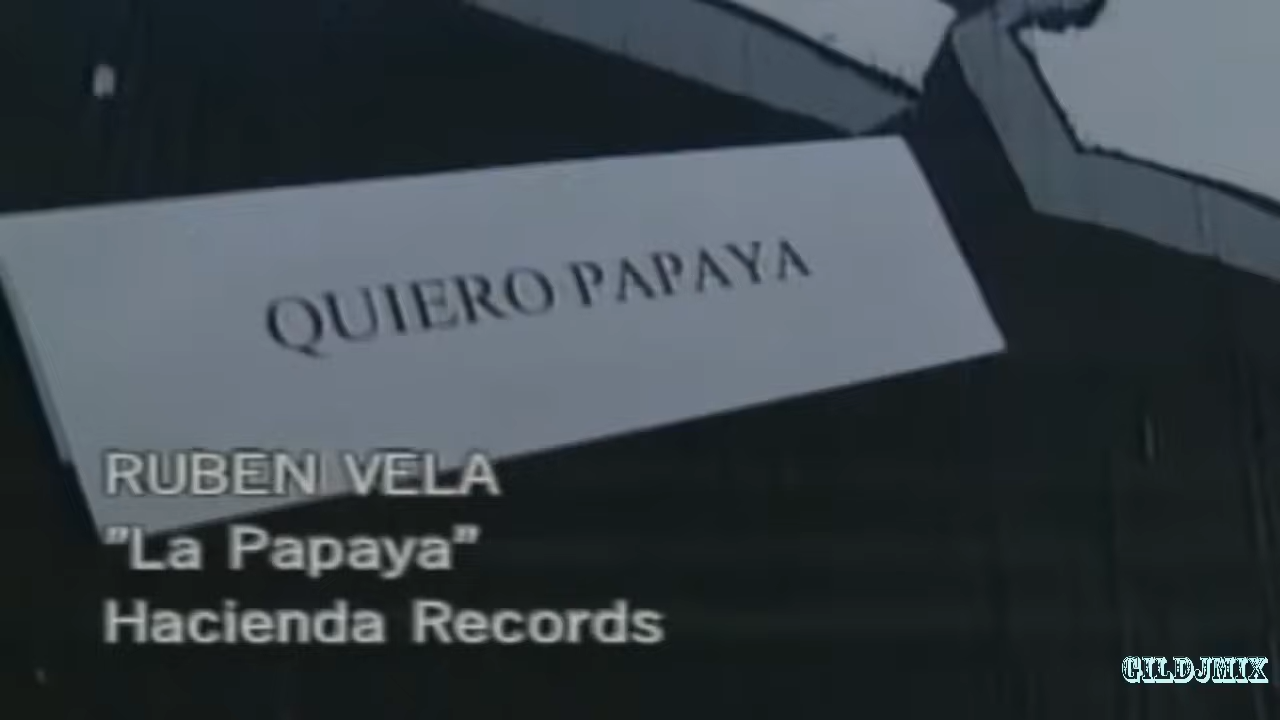 QUIERO PAPAYA
RUBEN VELA
"La Papaya"
Hacienda Records
GILDJMIX